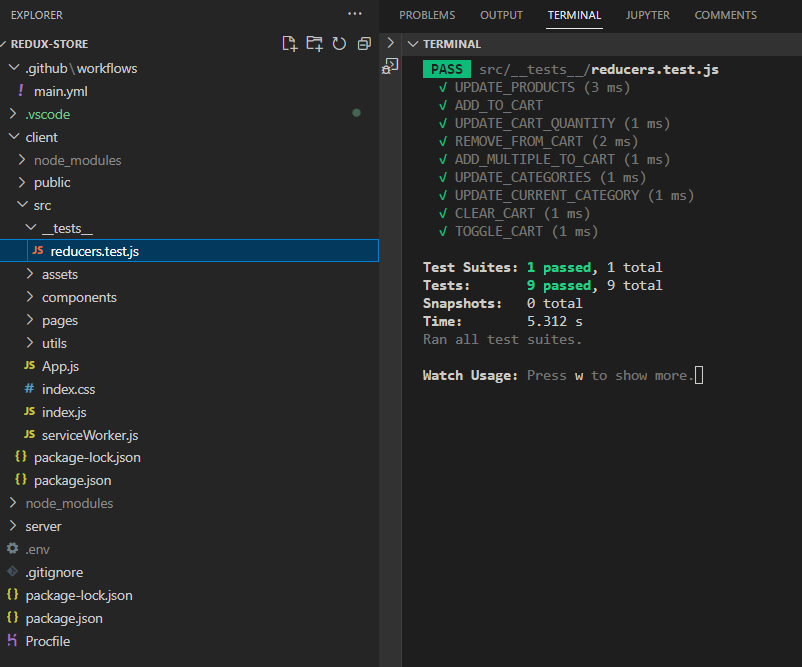 EXPLORER
REDUX-STORE
.github\workflows
! main.yml
.vscode
client
node_modules
public
src
__tests__
JS reducers.test.js
assets
components
pages
utils
JS App.js
# index.css
JS index.js
JS serviceWorker.js
{} package-lock.json
{} package.json
node_modules
server
.env
.gitignore
{} package-lock.json
{} package.json
Procfile
PROBLEMS OUTPUT TERMINAL JUPYTER COMMENTS
TERMINAL
PASS src/__tests__/reducers.test.js
√ UPDATE_PRODUCTS (3 ms)
√ ADD_TO_CART
√ UPDATE_CART_QUANTITY (1 ms)
√ REMOVE_FROM_CART (2 ms)
√ ADD_MULTIPLE_TO_CART (1 ms)
√ UPDATE_CATEGORIES (1 ms)
√ UPDATE_CURRENT_CATEGORY (1 ms)
√ CLEAR_CART (1 ms)
√ TOGGLE_CART (1 ms)
Test Suites: 1 passed, 1 total
Tests: 9 passed, 9 total
Snapshots: 0 total
Time: 5.312 s
Ran all test suites.
Watch Usage: Press w to show more.